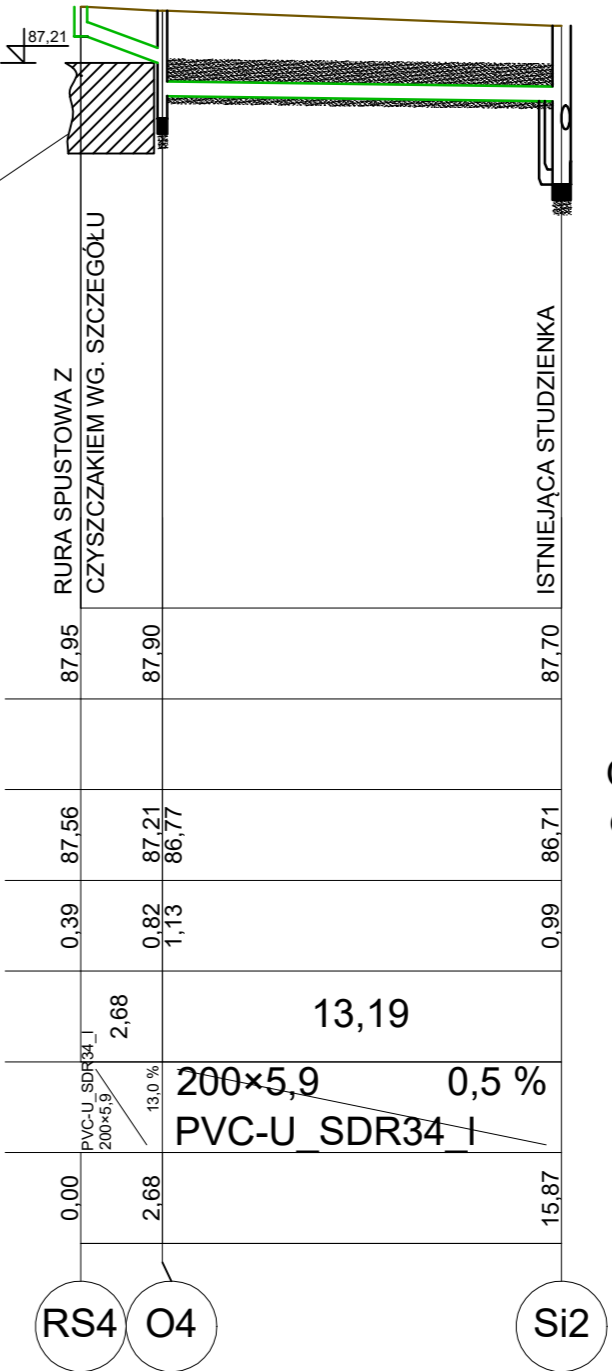 87,21
RURA SPUSTOWA Z
CZYSZCZAKIEM WG. SZCZEGÓŁU
ISTNIEJĄCA STUDZIENKA
87,95
87,90
87,70
87,56
87,21
86,77
86,71
0,39
0,82
1,13
0,99
2,68
13,19
PVC-U_SDR34_I
200×5,9
13,0 %
200×5,9 0,5 %
PVC-U_SDR34_I
0,00
2,68
15,87
RS4
O4
Si2